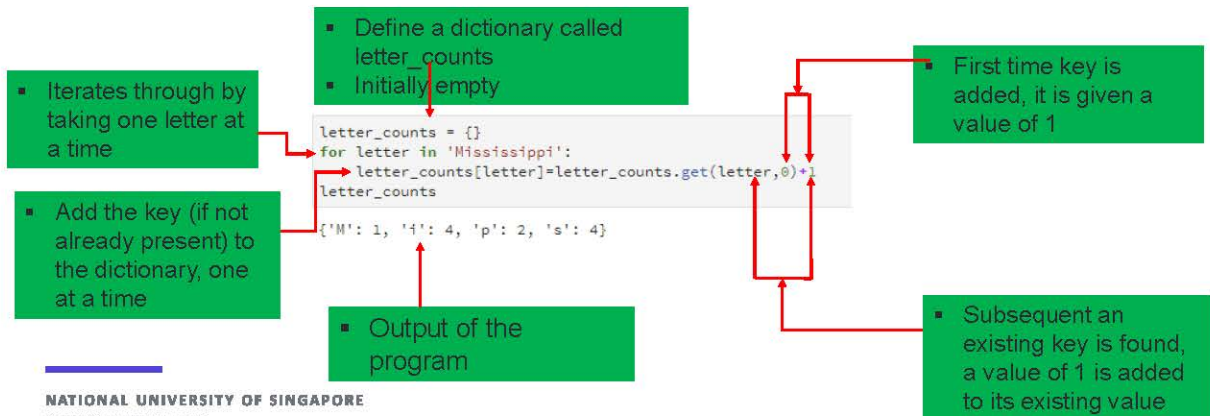 ▪ Define a dictionary called
letter_counts
▪ Initially empty
▪ Iterates through by
taking one letter at
a time
▪ First time key is
added, it is given a
value of 1
letter_counts = {}
for letter in 'Mississippi':
letter_counts[letter]=letter_counts.get(letter,0)+1
letter_counts
{'M': 1, 'i': 4, 'p': 2, 's': 4}
▪ Add the key (if not
already present) to
the dictionary, one
at a time
▪ Output of the
program
▪ Subsequent an
existing key is found,
a value of 1 is added
to its existing value
NATIONAL UNIVERSITY OF SINGAPORE